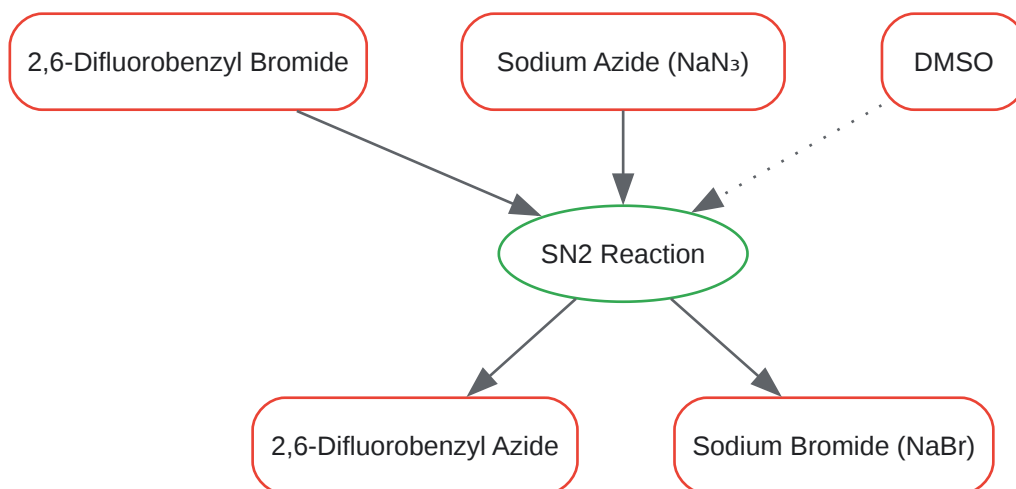 2,6-Difluorobenzyl Bromide
Sodium Azide (NaN₃)
DMSO
SN2 Reaction
2,6-Difluorobenzyl Azide
Sodium Bromide (NaBr)